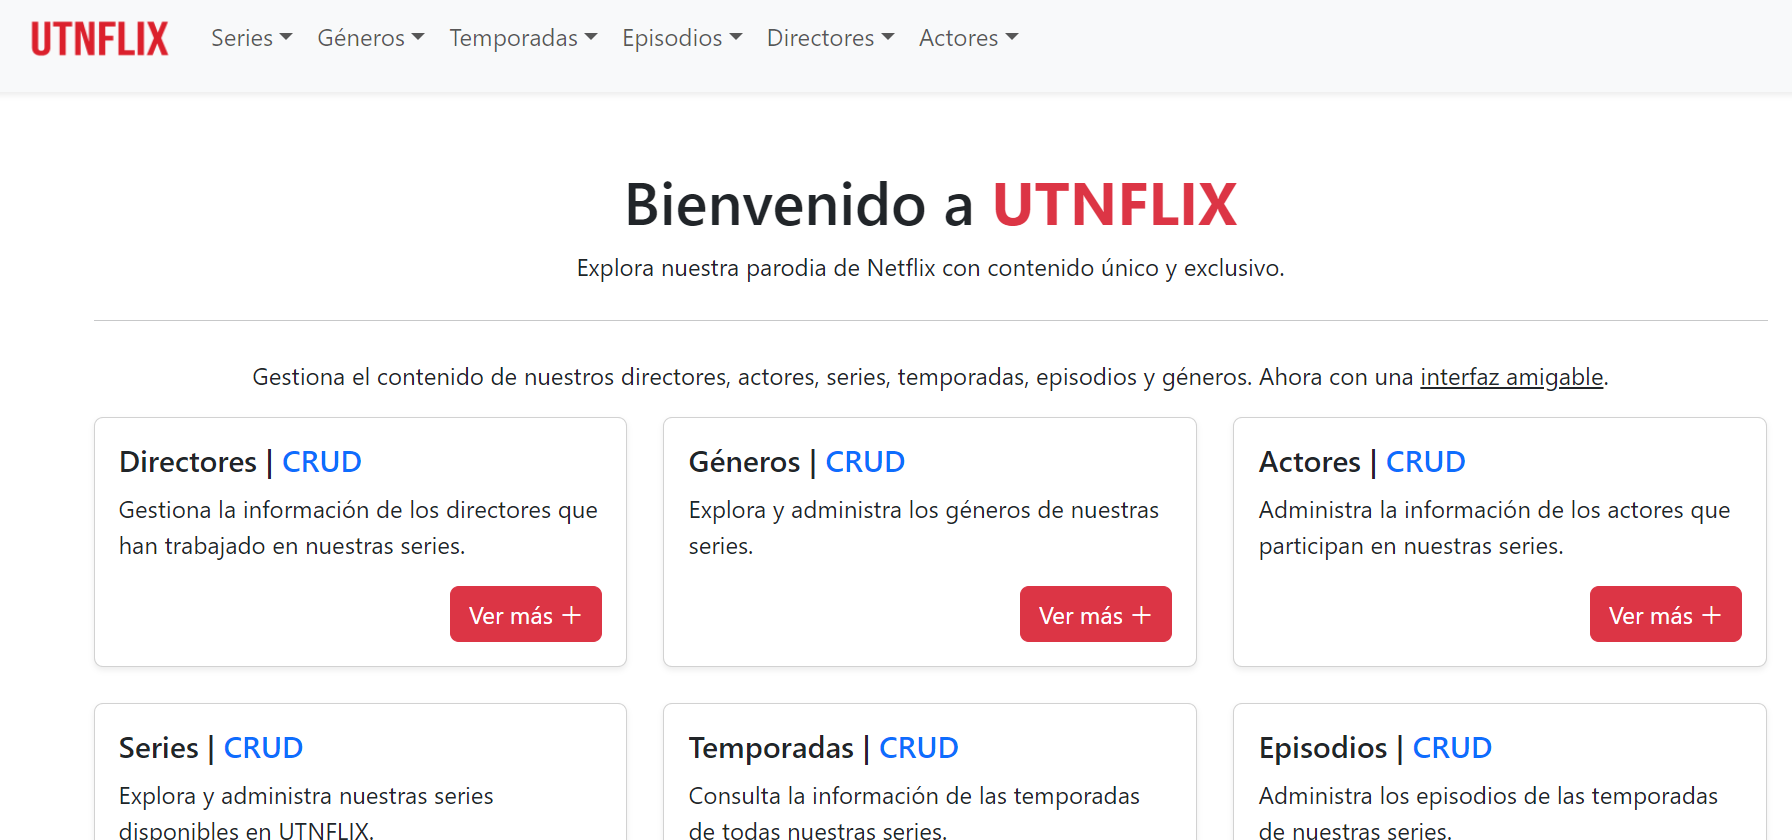 UTNFLIX Series Géneros Temporadas Episodios Directores Actores
Bienvenido a UTNFLIX
Explora nuestra parodia de Netflix con contenido único y exclusivo.
Gestiona el contenido de nuestros directores, actores, series, temporadas, episodios y géneros. Ahora con una interfaz amigable.
Directores | CRUD
Gestiona la información de los directores que
han trabajado en nuestras series.
Ver más +
Géneros | CRUD
Explora y administra los géneros de nuestras
series.
Ver más +
Actores | CRUD
Administra la información de los actores que
participan en nuestras series.
Ver más +
Series | CRUD
Explora y administra nuestras series
disponibles en UTNFLIX.
Temporadas | CRUD
Consulta la información de las temporadas
de todas nuestras series.
Episodios | CRUD
Administra los episodios de las temporadas
de nuestras series.